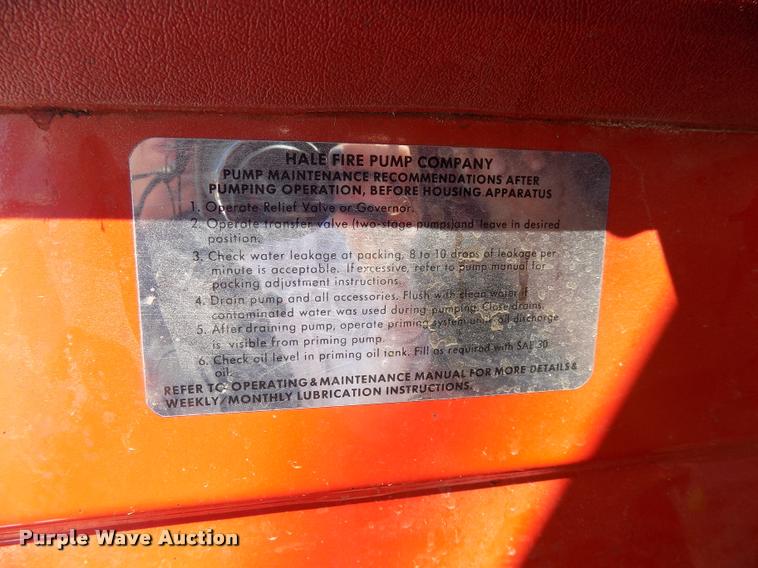 HALE FIRE PUMP COMPANY
PUMP MAINTENANCE RECOMMENDATIONS AFTER
PUMPING OPERATION, BEFORE HOUSING APPARATUS
1. Operate Relief Valve or Governor.
2. Operate transfer valve (two-stage pumps)and leave in desired
position.
3. Check water leakage at packing, 8 to 10 drops of leakage per
minute is acceptable. If excessive, refer to pump manual for
packing adjustment instructions.
4. Drain pump and all accessories. Flush with clean water
contaminated water was used during pumping. Close drains.
5. After draining pump, operate priming system until oil discharge
is visible from priming pump.
6. Check oil level in priming oil tank. Fill as required with SAE 30
oil.
REFER TO OPERATING & MAINTENANCE MANUAL FOR MORE DETAILS &
WEEKLY/MONTHLY LUBRICATION INSTRUCTIONS.
Purple Wave Auction